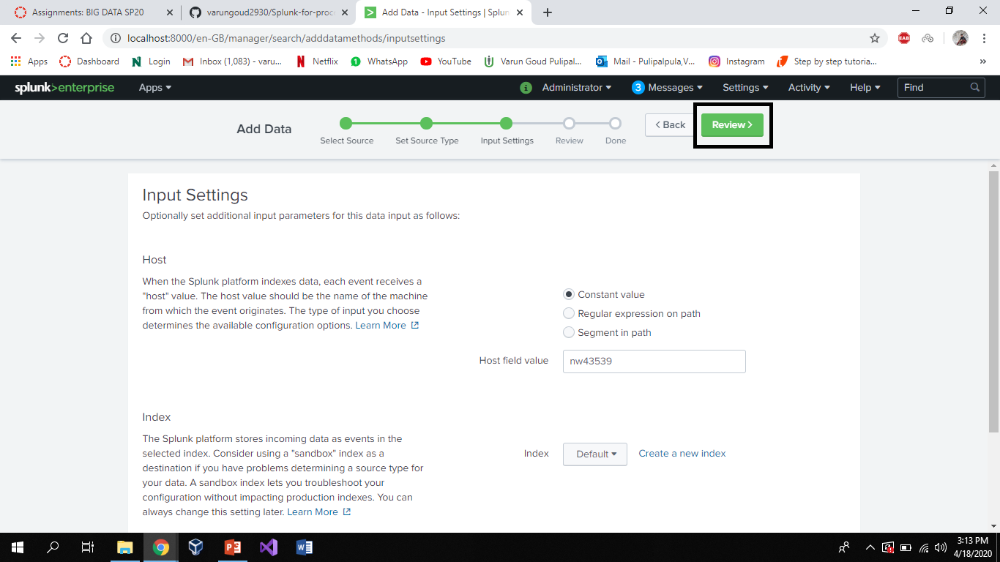 Assignments: BIG DATA SP20
varungoud2930/Splunk-for-proc
Add Data - Input Settings | Splun
localhost:8000/en-GB/manager/search/adddatamethods/inputsettings
Apps
Dashboard
Login
Inbox (1,083) - varu...
Netflix
WhatsApp
YouTube
Varun Goud Pulipal...
Mail - Pulipalpula,V...
Instagram
Step by step tutoria...
splunk>enterprise
Apps
Administrator
3 Messages
Settings
Activity
Help
Find
Add Data
Select Source
Set Source Type
Input Settings
Review
Done
< Back
Review >
Input Settings
Optionally set additional input parameters for this data input as follows:
Host
When the Splunk platform indexes data, each event receives a
"host" value. The host value should be the name of the machine
from which the event originates. The type of input you choose
determines the available configuration options. Learn More
Constant value
Regular expression on path
Segment in path
Host field value
nw43539
Index
The Splunk platform stores incoming data as events in the
selected index. Consider using a "sandbox" index as a
destination if you have problems determining a source type for
your data. A sandbox index lets you troubleshoot your
configuration without impacting production indexes. You can
always change this setting later. Learn More
Index
Default
Create a new index
3:13 PM
4/18/2020